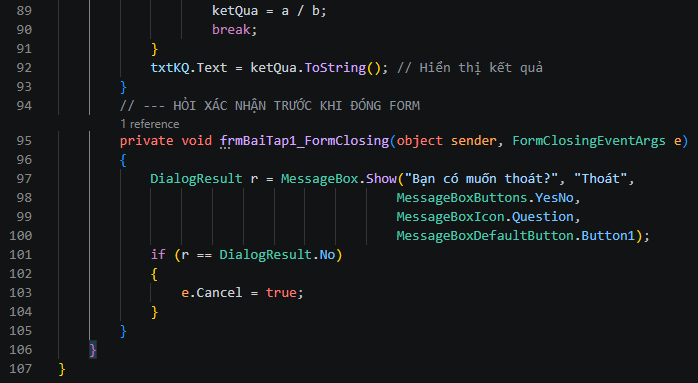 89 ketQua = a / b;
90 break;
91 }
92 txtKQ.Text = ketQua.ToString(); // Hiển thị kết quả
93 }
94 // --- HỎI XÁC NHẬN TRƯỚC KHI ĐÓNG FORM
1 reference
95 private void frmBaiTap1_FormClosing(object sender, FormClosingEventArgs e)
96 {
97 DialogResult r = MessageBox.Show("Bạn có muốn thoát?", "Thoát",
98 MessageBoxButtons.YesNo,
99 MessageBoxIcon.Question,
100 MessageBoxDefaultButton.Button1);
101 if (r == DialogResult.No)
102 {
103 e.Cancel = true;
104 }
105 }
106 }
107 }